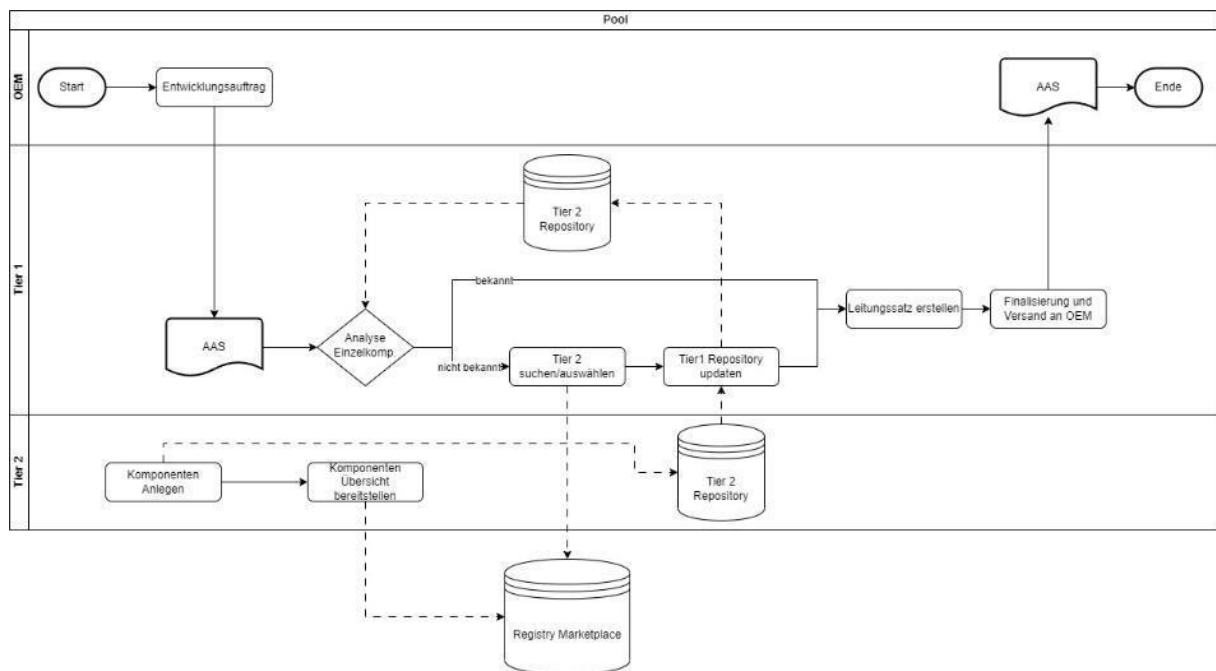 Pool
OEM
Start
Entwicklungsauftrag
AAS
Ende
Tier 1
Tier 2
Repository
bekannt
Leitungssatz erstellen
Finalisierung und
Versand an OEM
AAS
Analyse
Einzelkomp.
nicht bekannt
Tier 2
suchen/auswählen
Tier1 Repository
updaten
Tier 2
Komponenten
Anlegen
Komponenten
Übersicht
bereitstellen
Tier 2
Repository
Registry Marketplace